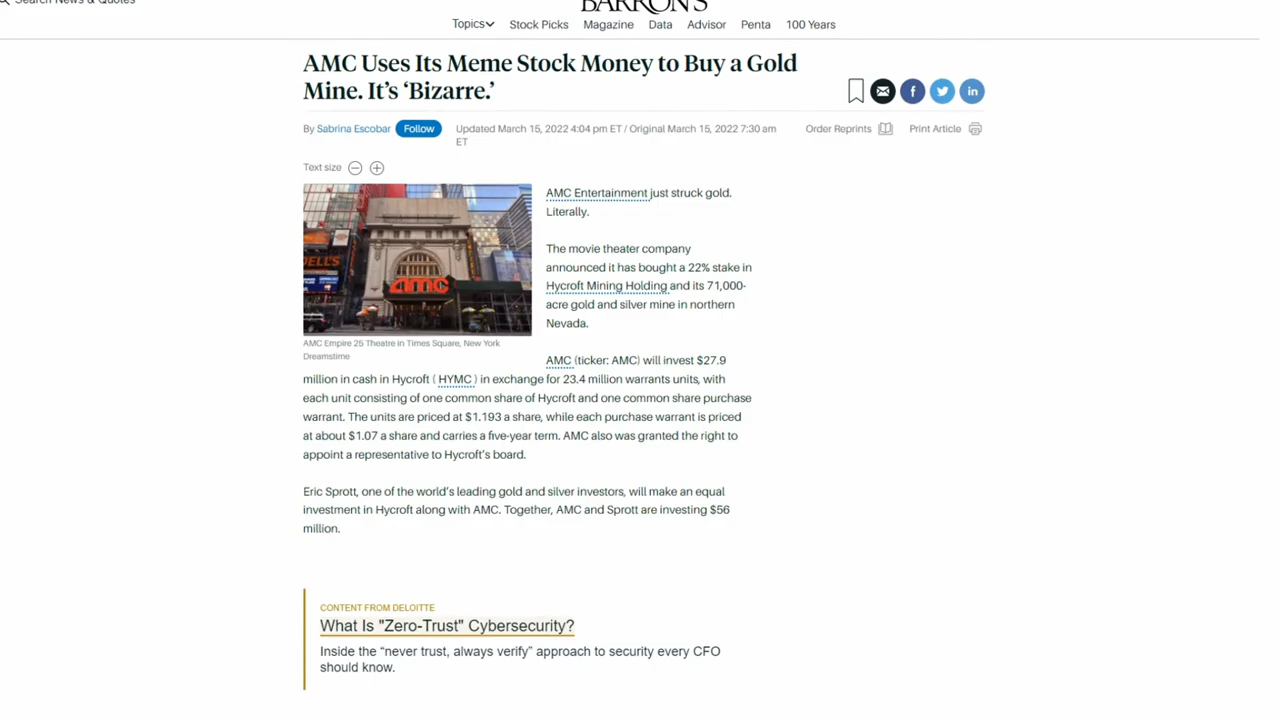 Search News & Quotes
BARRON'S
Topics
Stock Picks
Magazine
Data
Advisor
Penta
100 Years
AMC Uses Its Meme Stock Money to Buy a Gold
Mine. It's 'Bizarre.'
By Sabrina Escobar
Follow
Updated March 15, 2022 4:04 pm ET / Original March 15, 2022 7:30 am
ET
Order Reprints
Print Article
Text size
AMC Entertainment just struck gold.
Literally.
The movie theater company
announced it has bought a 22% stake in
Hycroft Mining Holding and its 71,000-
acre gold and silver mine in northern
Nevada.
amc
AMC Empire 25 Theatre in Times Square, New York
Dreamstime
AMC (ticker: AMC) will invest $27.9
million in cash in Hycroft ( HYMC ) in exchange for 23.4 million warrants units, with
each unit consisting of one common share of Hycroft and one common share purchase
warrant. The units are priced at $1.193 a share, while each purchase warrant is priced
at about $1.07 a share and carries a five-year term. AMC also was granted the right to
appoint a representative to Hycroft's board.
Eric Sprott, one of the world's leading gold and silver investors, will make an equal
investment in Hycroft along with AMC. Together, AMC and Sprott are investing $56
million.
CONTENT FROM DELOITTE
What Is "Zero-Trust" Cybersecurity?
Inside the “never trust, always verify” approach to security every CFO
should know.